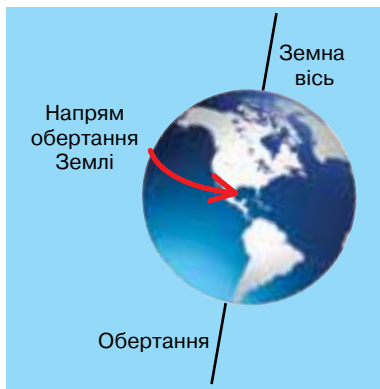 Земна
вісь
Напрям
обертання
Землі
Обертання